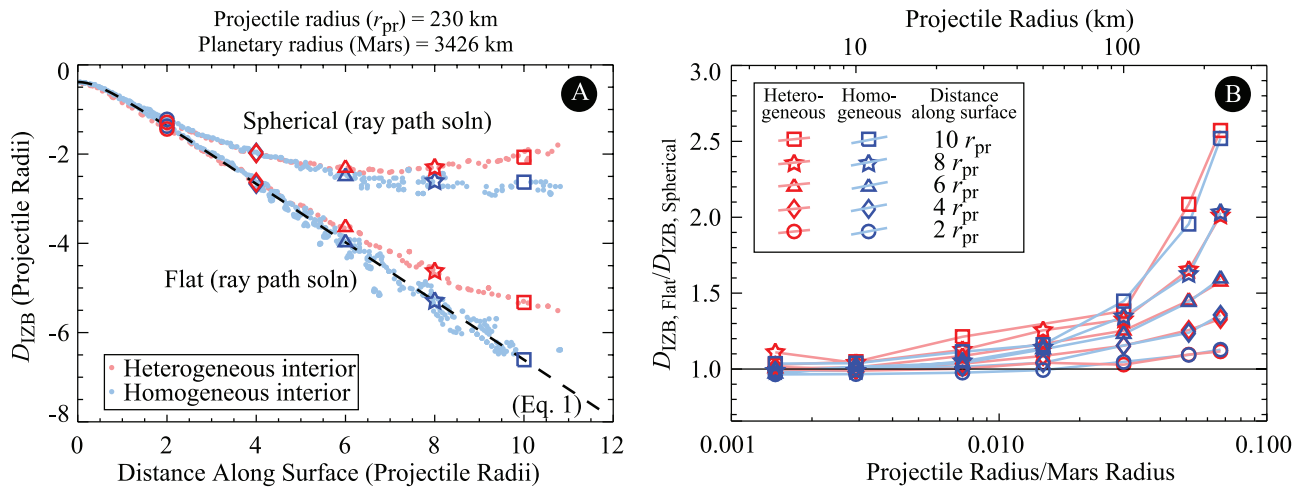 Projectile radius (r_pr) = 230 km
Planetary radius (Mars) = 3426 km
A
0
-2
-4
-6
-8
D_IZB (Projectile Radii)
Spherical (ray path soln)
Flat (ray path soln)
Heterogeneous interior
Homogeneous interior
(Eq. 1)
0 2 4 6 8 10 12
Distance Along Surface (Projectile Radii)
Projectile Radius (km)
10 100
B
3.0
2.5
2.0
1.5
1.0
D_IZB, Flat/D_IZB, Spherical
Hetero- Homo- Distance
geneous geneous along surface
10 r_pr
8 r_pr
6 r_pr
4 r_pr
2 r_pr
0.001 0.010 0.100
Projectile Radius/Mars Radius